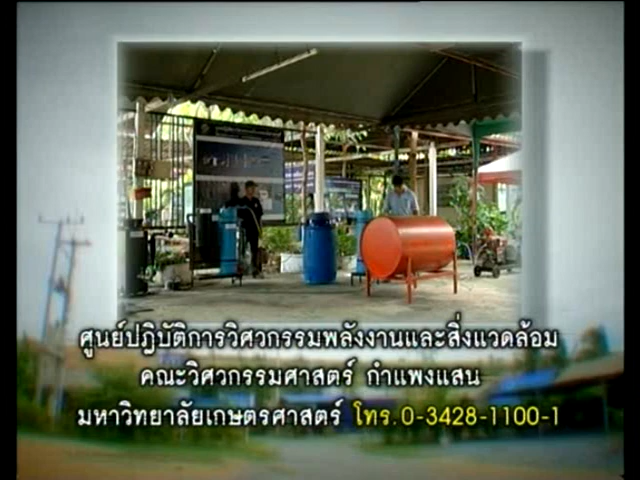 ศูนย์ปฏิบัติการวิศวกรรมพลังงานและสิ่งแวดล้อม
คณะวิศวกรรมศาสตร์ กำแพงแสน
มหาวิทยาลัยเกษตรศาสตร์ โทร.0-3428-1100-1